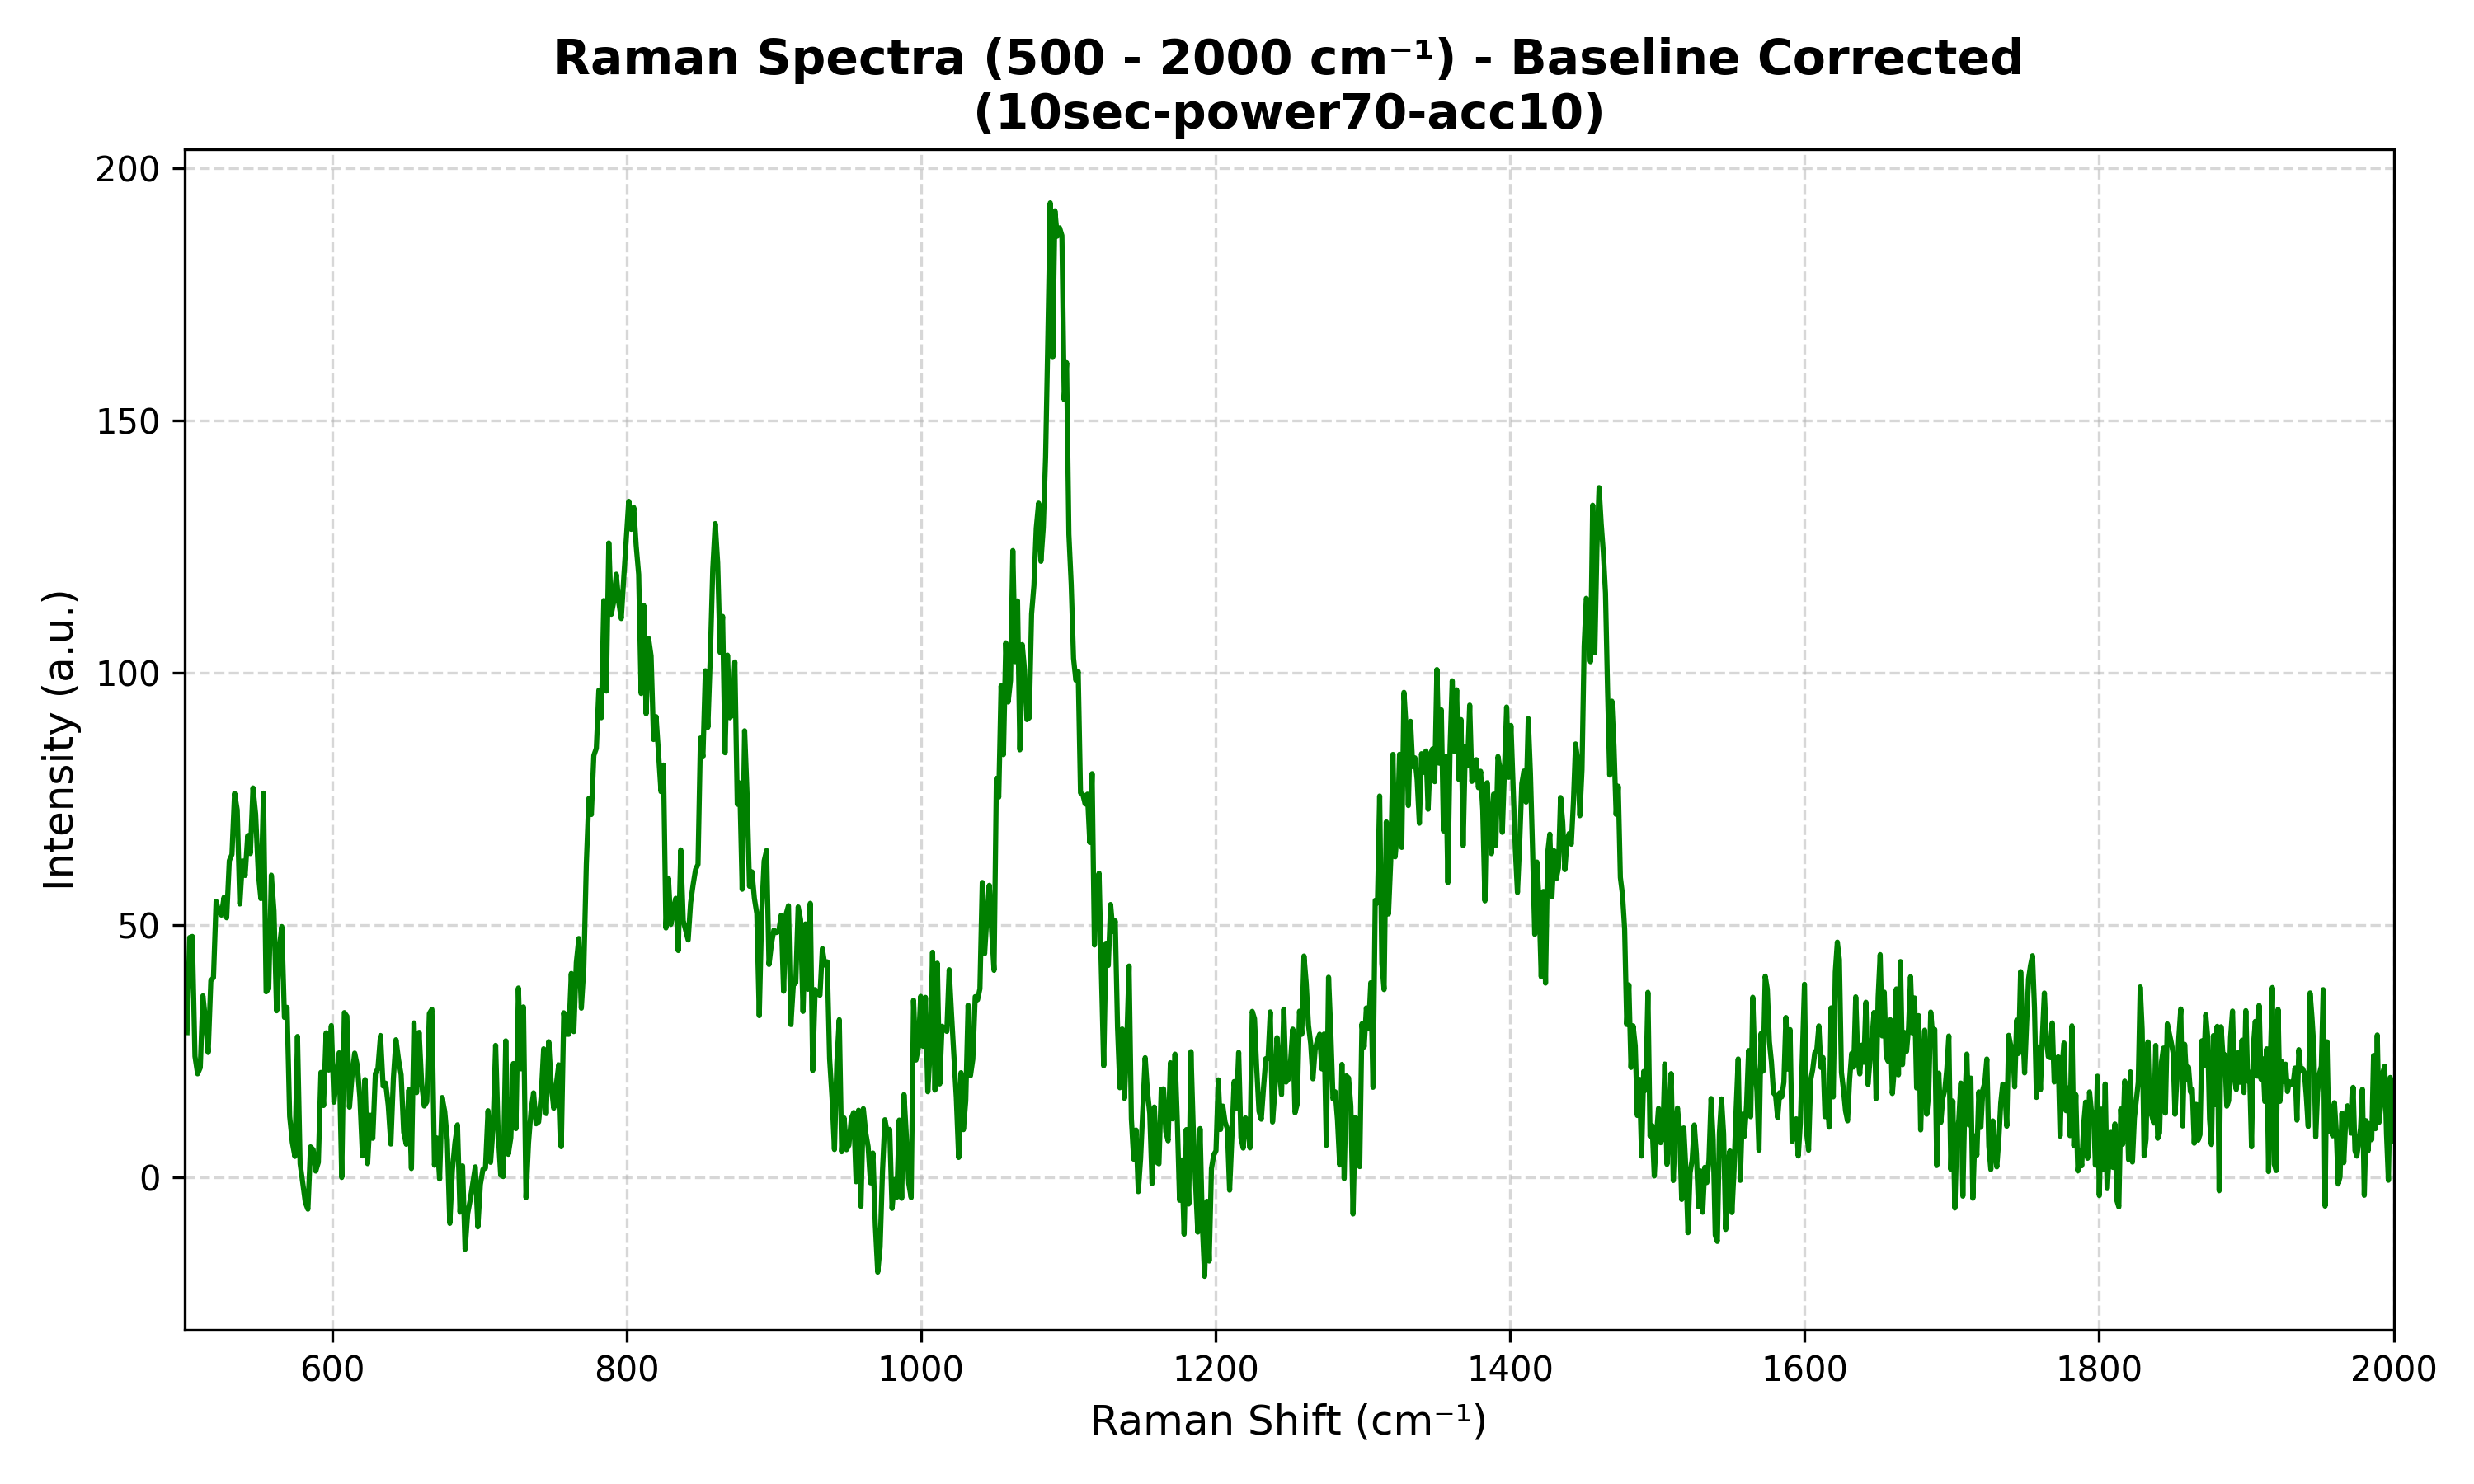 Raman Spectra (500 - 2000 cm⁻¹) - Baseline Corrected
(10sec-power70-acc10)
200
150
100
50
0
Intensity (a.u.)
600 800 1000 1200 1400 1600 1800 2000
Raman Shift (cm⁻¹)